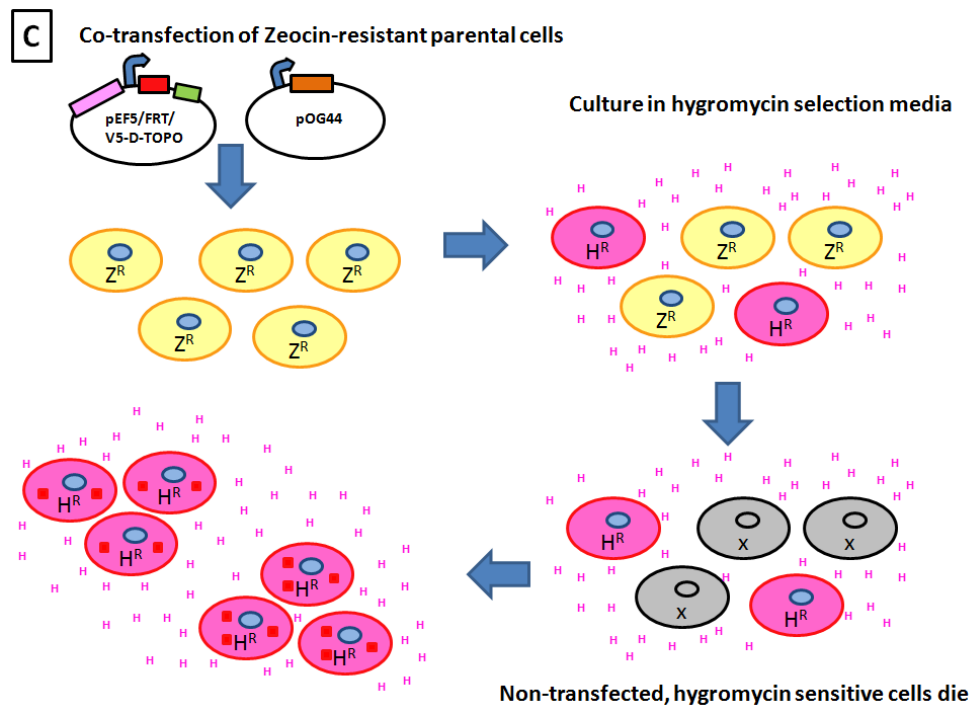 C
Co-transfection of Zeocin-resistant parental cells
pEF5/FRT/
V5-D-TOPO
pOG44
Culture in hygromycin selection media
Z^R
Z^R
Z^R
Z^R
Z^R
H^R
Z^R
Z^R
Z^R
H^R
H^R
H^R
H^R
H^R
H^R
H^R
H^R
x
x
x
H^R
Non-transfected, hygromycin sensitive cells die